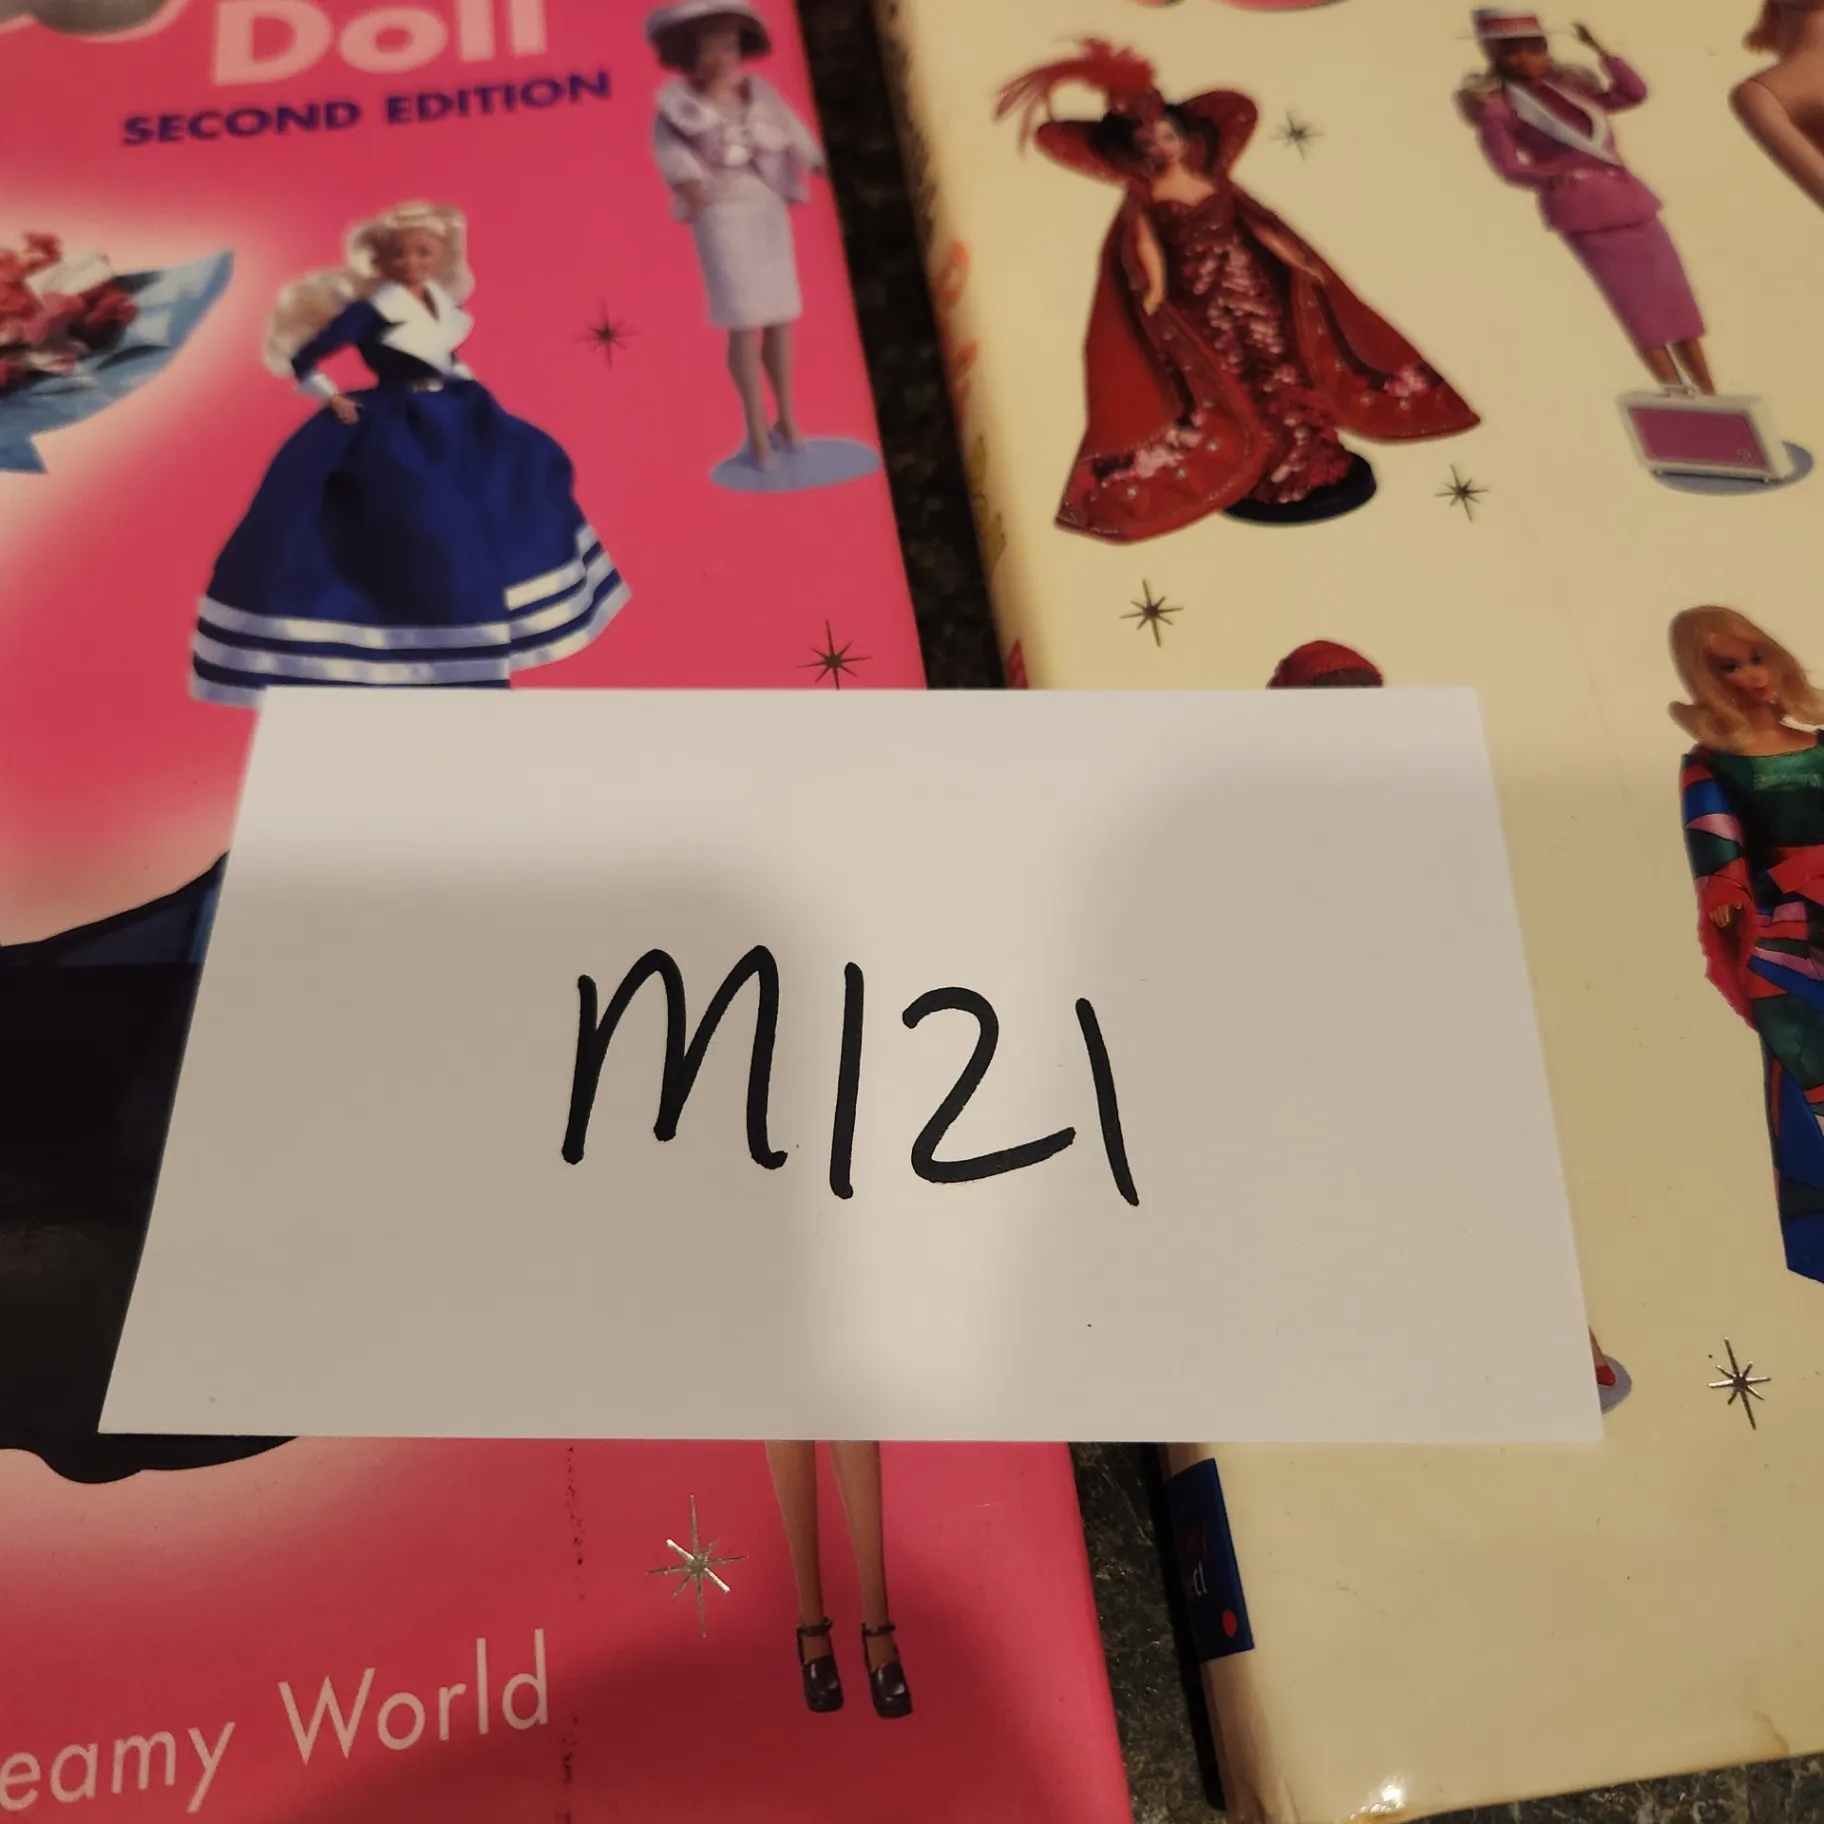 Doll
SECOND EDITION
M121
eamy World